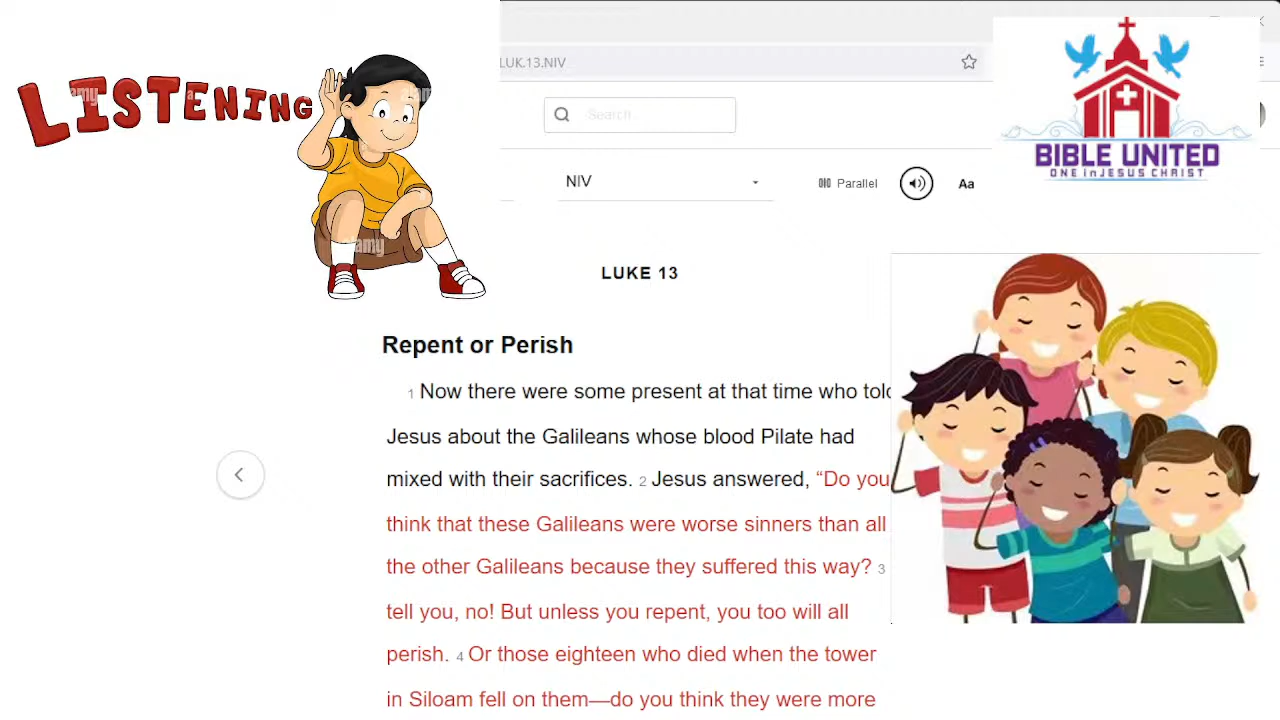 LISTENING
alamy
a
alamy
alamy
LUK.13.NIV
Search
BIBLE UNITED
ONE in JESUS CHRIST
NIV
Parallel
Aa
LUKE 13
Repent or Perish
1 Now there were some present at that time who told
Jesus about the Galileans whose blood Pilate had
mixed with their sacrifices. 2 Jesus answered, “Do you
think that these Galileans were worse sinners than all
the other Galileans because they suffered this way? 3
tell you, no! But unless you repent, you too will all
perish. 4 Or those eighteen who died when the tower
in Siloam fell on them—do you think they were more